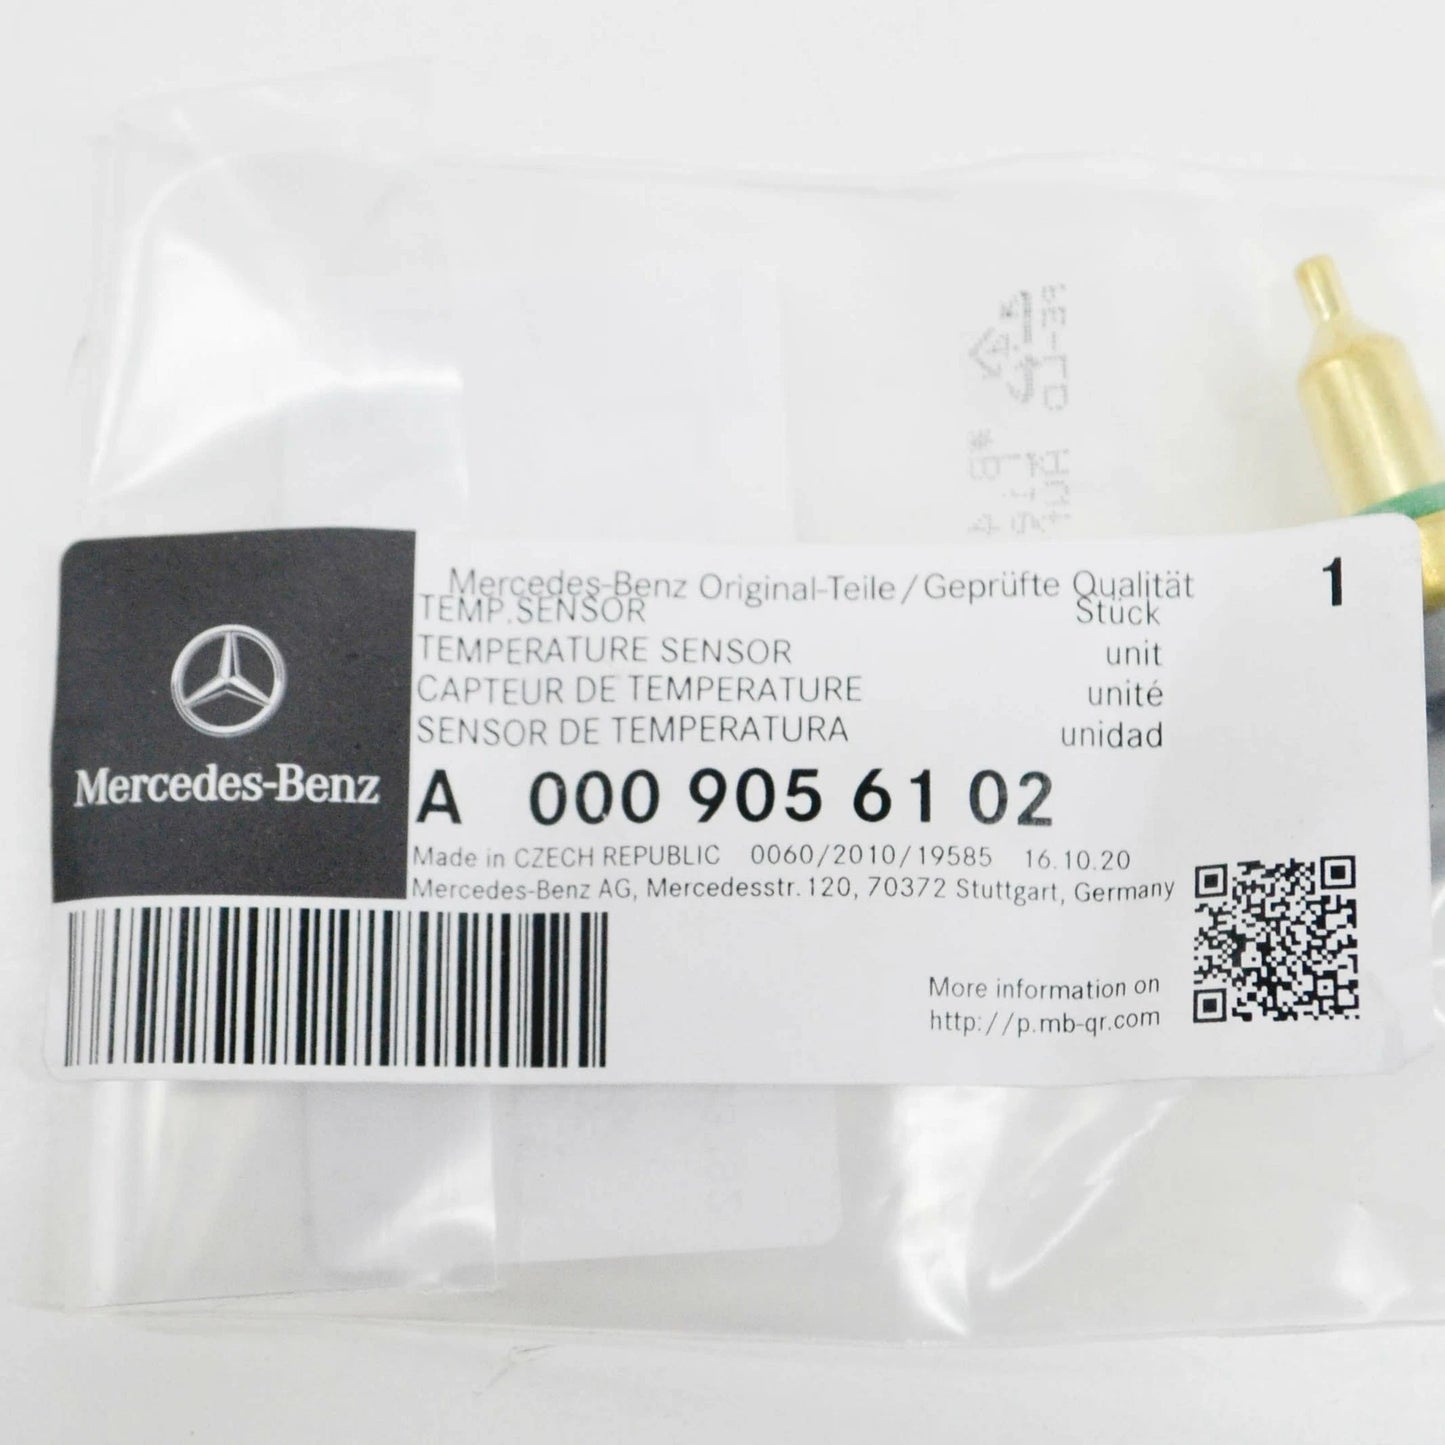 Mercedes-Benz Original-Teile/Geprüfte Qualität 1
TEMP.SENSOR Stück
TEMPERATURE SENSOR unit
CAPTEUR DE TEMPERATURE unité
SENSOR DE TEMPERATURA unidad
Mercedes-Benz
A 000 905 61 02
Made in CZECH REPUBLIC 0060/2010/19585 16.10.20
Mercedes-Benz AG, Mercedesstr. 120, 70372 Stuttgart, Germany
More information on
http://p.mb-qr.com